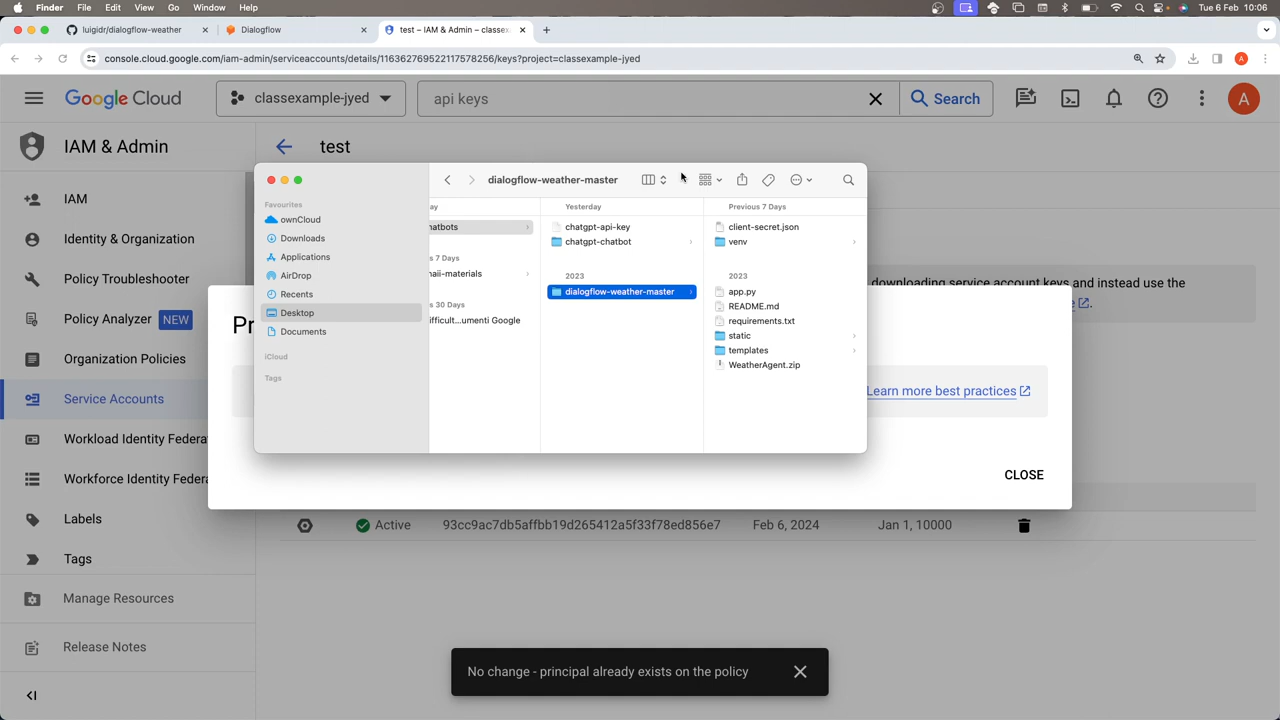 Finder File Edit View Go Window Help
Tue 6 Feb 10:06
luigidr/dialogflow-weather
Dialogflow
test – IAM & Admin – classex
console.cloud.google.com/iam-admin/serviceaccounts/details/116362769522117578256/keys?project=classexample-jyed
A
Google Cloud
classexample-jyed
api keys
Search
A
IAM & Admin
test
IAM
Identity & Organization
Policy Troubleshooter
Policy Analyzer NEW
Organization Policies
Service Accounts
Workload Identity Federa
Workforce Identity Federa
Labels
Tags
Manage Resources
Release Notes
dialogflow-weather-master
Favourites
ownCloud
Downloads
Applications
AirDrop
Recents
Desktop
Documents
iCloud
Tags
ay
hatbots
s 7 Days
naii-materials
s 30 Days
ifficult...umenti Google
Yesterday
chatgpt-api-key
chatgpt-chatbot
2023
dialogflow-weather-master
Previous 7 Days
client-secret.json
venv
2023
app.py
README.md
requirements.txt
static
templates
WeatherAgent.zip
downloading service account keys and instead use the
e
Pr
Learn more best practices
CLOSE
Active 93cc9ac7db5affbb19d265412a5f33f78ed856e7 Feb 6, 2024 Jan 1, 10000
No change - principal already exists on the policy